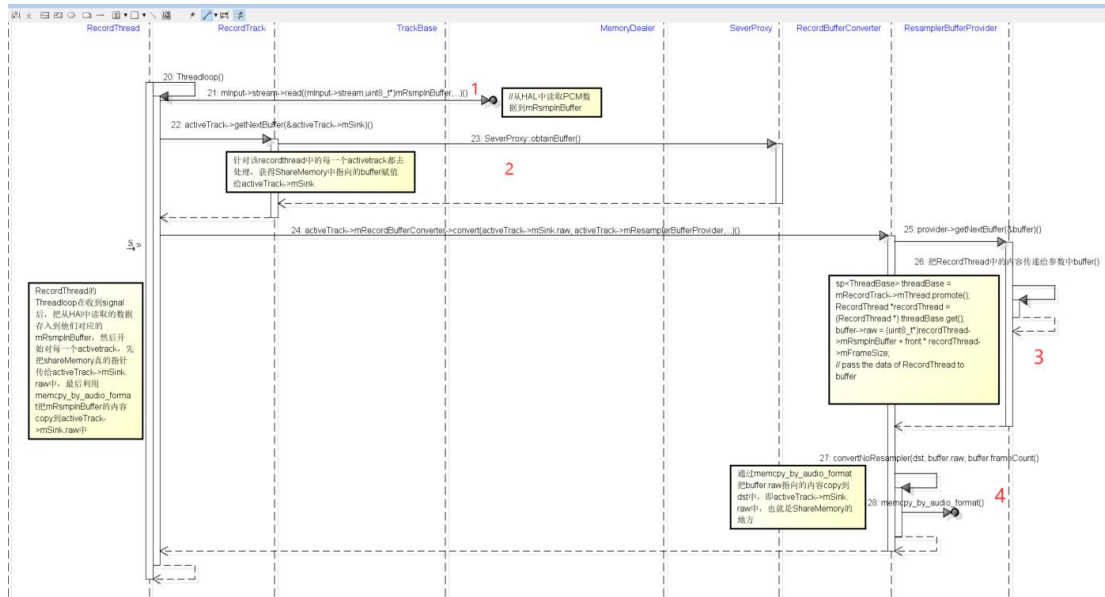 RecordThread
RecordTrack
TrackBase
MemoryDealer
SeverProxy
RecordBufferConverter
ResamplerBufferProvider
20: Threadloop()
21: mInput->stream->read((mInput->stream,uint8_t*)mRsmpInBuffer,...)()
1
//从HAL中读取PCM数
据到mRsmpInBuffer
22: activeTrack->getNextBuffer(&activeTrack->mSink)()
23: SeverProxy::obtainBuffer()
针对该recordthread中的每一个activetrack都去
处理，获得ShareMemory中指向的buffer赋值
给activeTrack->mSink
2
24: activeTrack->mRecordBufferConverter->convert(activeTrack->mSink.raw, activeTrack->mResamplerBufferProvider,...)()
25: provider->getNextBuffer(&buffer)()
26: 把RecordThread中的内容传递给参数中buffer()
sp<ThreadBase> threadBase =
mRecordTrack->mThread.promote();
RecordThread *recordThread =
(RecordThread *) threadBase.get();
buffer->raw = (uint8_t*)recordThread-
>mRsmpInBuffer + front * recordThread-
>mFrameSize;
// pass the data of RecordThread to
buffer
3
RecordThread的
Threadloop在收到signal
后，把从HAl中读取的数据
存入到他们对应的
mRsmpInBuffer，然后开
始对每一个activetrack，先
把shareMemory真的指针
传给activeTrack->mSink.
raw中，最后利用
memcpy_by_audio_forma
t把mRsmpInBuffer的内容
copy到activeTrack-
>mSink.raw中
27: convertNoResampler(dst, buffer.raw, buffer.frameCount()
通过memcpy_by_audio_format
把buffer.raw指向的内容copy到
dst中，即activeTrack->mSink.
raw中，也就是ShareMemory的
地方
4
28: memcpy_by_audio_format()